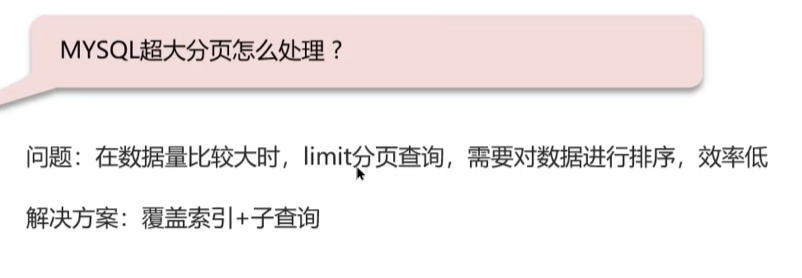 MYSQL超大分页怎么处理？
问题：在数据量比较大时，limit分页查询，需要对数据进行排序，效率低
解决方案：覆盖索引+子查询